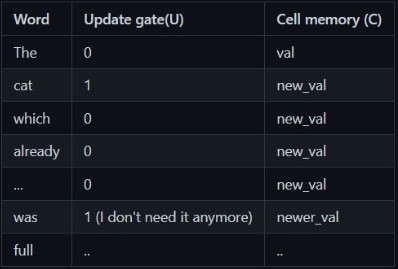 Word Update gate(U) Cell memory (C)
The 0 val
cat 1 new_val
which 0 new_val
already 0 new_val
... 0 new_val
was 1 (I don't need it anymore) newer_val
full .. ..